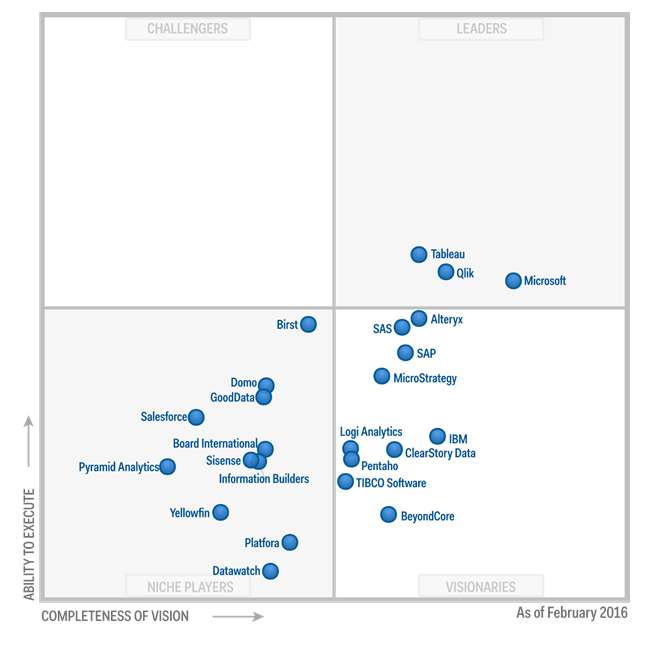 CHALLENGERS
LEADERS
Tableau
Qlik
Microsoft
Birst
Alteryx
SAS
SAP
MicroStrategy
Domo
GoodData
Salesforce
Logi Analytics
IBM
Board International
ClearStory Data
Sisense
Pyramid Analytics
Pentaho
Information Builders
TIBCO Software
Yellowfin
BeyondCore
Platfora
Datawatch
NICHE PLAYERS
VISIONARIES
ABILITY TO EXECUTE
COMPLETENESS OF VISION
As of February 2016